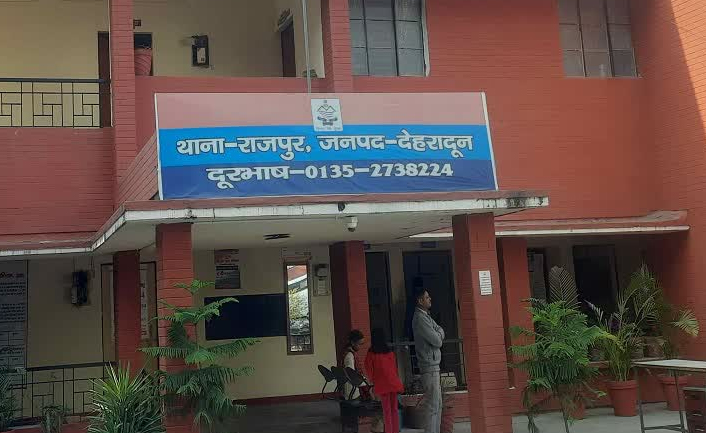 थाना-राजपुर, जनपद-देहरादून
दूरभाष-0135-2738224